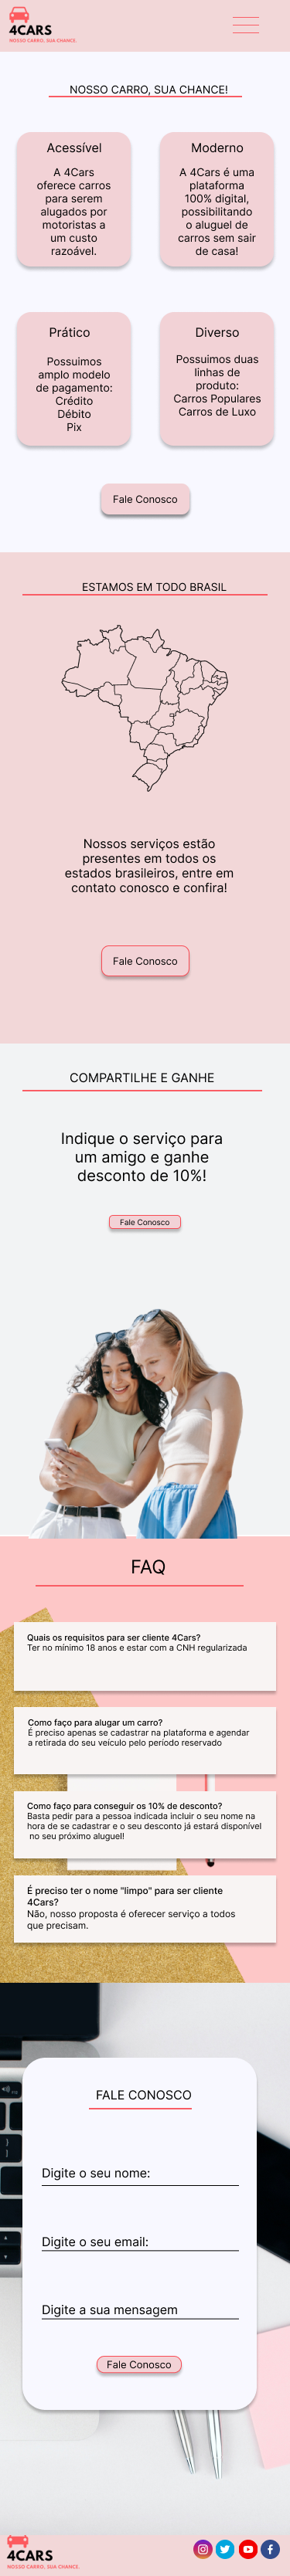 4CARS
NOSSO CARRO, SUA CHANCE.
NOSSO CARRO, SUA CHANCE!
Acessível
A 4Cars
oferece carros
para serem
alugados por
motoristas a
um custo
razoável.
Moderno
A 4Cars é uma
plataforma
100% digital,
possibilitando
o aluguel de
carros sem sair
de casa!
Prático
Possuimos
amplo modelo
de pagamento:
Crédito
Débito
Pix
Diverso
Possuimos duas
linhas de
produto:
Carros Populares
Carros de Luxo
Fale Conosco
ESTAMOS EM TODO BRASIL
Nossos serviços estão
presentes em todos os
estados brasileiros, entre em
contato conosco e confira!
Fale Conosco
COMPARTILHE E GANHE
Indique o serviço para
um amigo e ganhe
desconto de 10%!
Fale Conosco
FAQ
Quais os requisitos para ser cliente 4Cars?
Ter no mínimo 18 anos e estar com a CNH regularizada
Como faço para alugar um carro?
É preciso apenas se cadastrar na plataforma e agendar
a retirada do seu veículo pelo período reservado
Como faço para conseguir os 10% de desconto?
Basta pedir para a pessoa indicada incluir o seu nome na
hora de se cadastrar e o seu desconto já estará disponível
no seu próximo aluguel!
É preciso ter o nome "limpo" para ser cliente
4Cars?
Não, nosso proposta é oferecer serviço a todos
que precisam.
FALE CONOSCO
Digite o seu nome:
Digite o seu email:
Digite a sua mensagem
Fale Conosco
4CARS
NOSSO CARRO, SUA CHANCE.